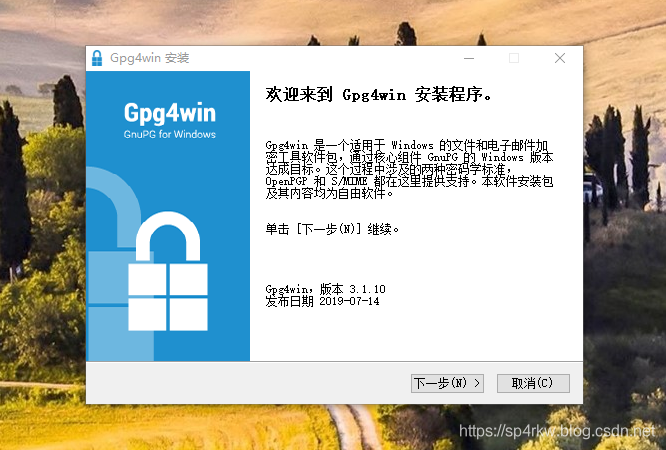 Gpg4win 安装
Gpg4win
GnuPG for Windows
欢迎来到 Gpg4win 安装程序。
Gpg4win 是一个适用于 Windows 的文件和电子邮件加
密工具软件包，通过核心组件 GnuPG 的 Windows 版本
达成目标。这个过程中涉及的两种密码学标准，
OpenPGP 和 S/MIME 都在这里提供支持。本软件安装包
及其内容均为自由软件。
单击 [下一步(N)] 继续。
Gpg4win，版本 3.1.10
发布日期 2019-07-14
下一步(N) >
取消(C)
https://sp4rkw.blog.csdn.net